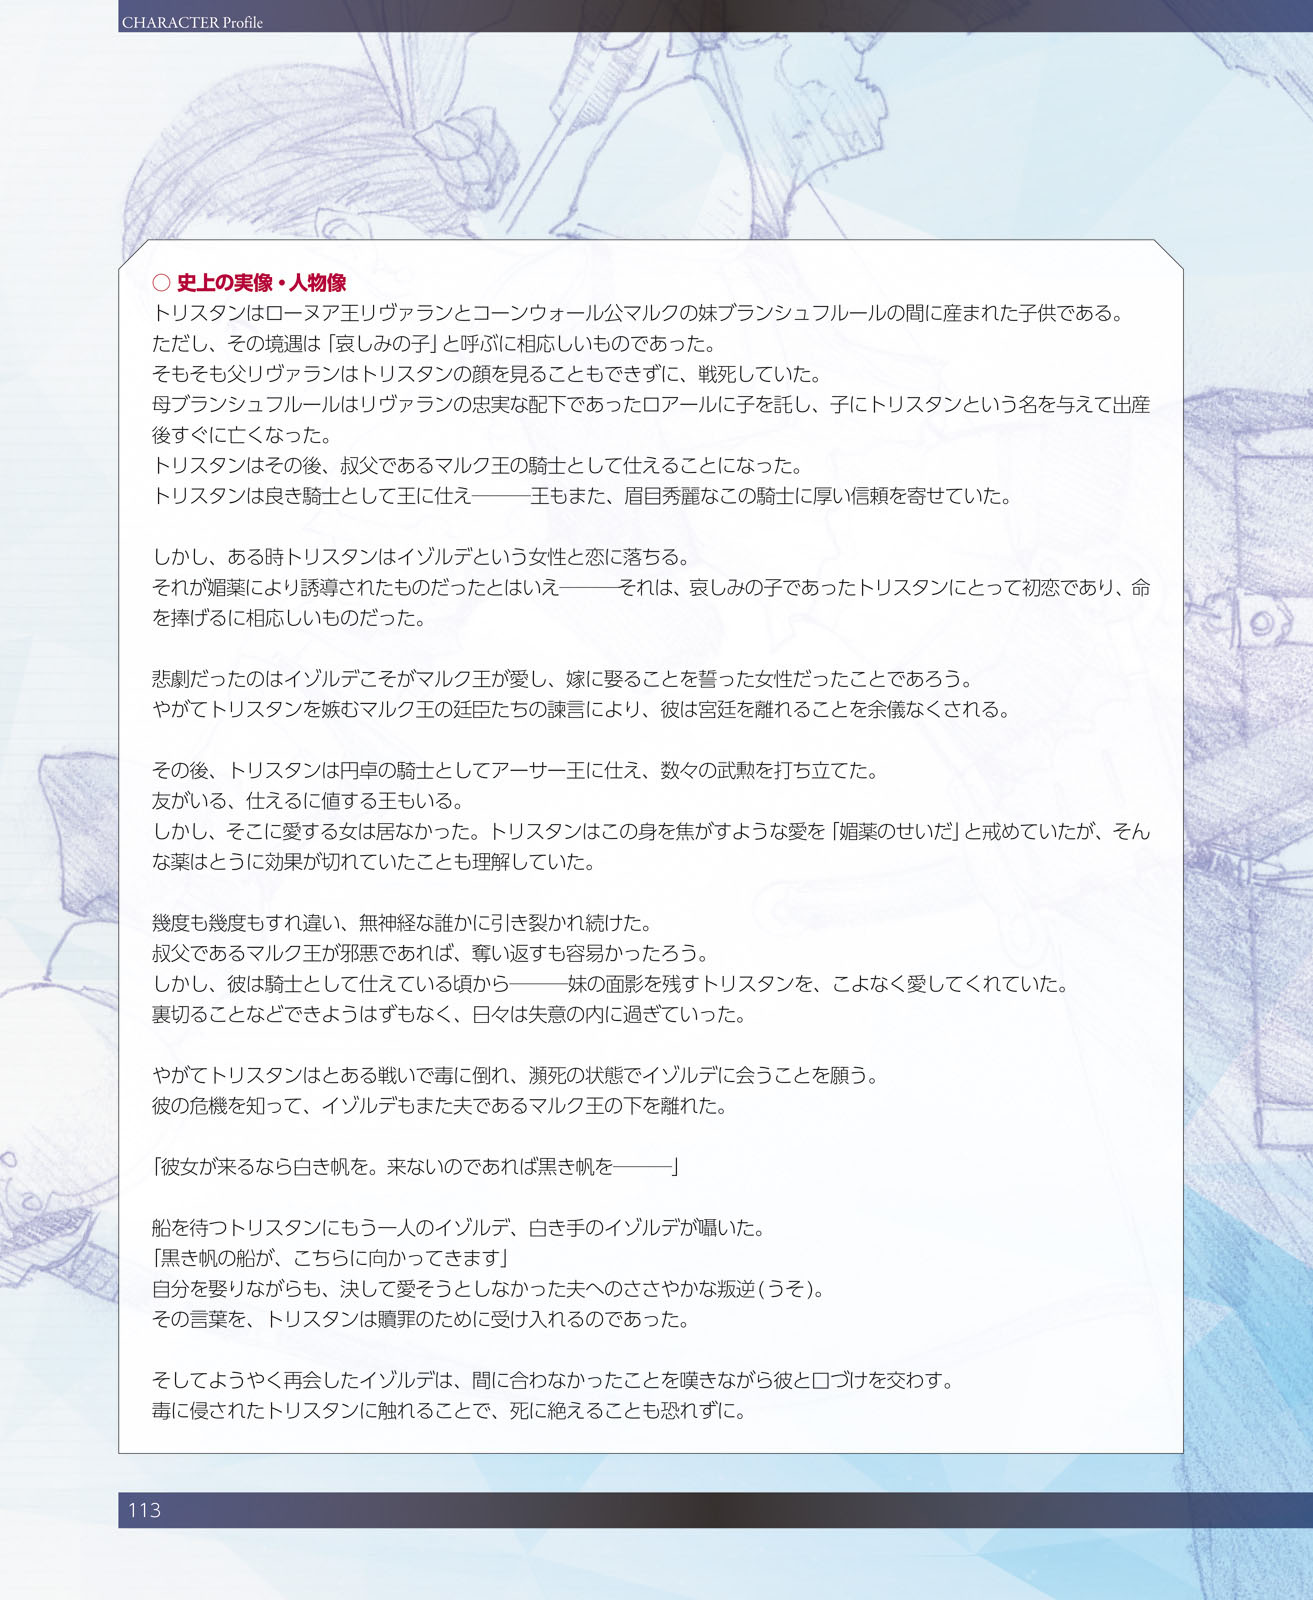 CHARACTER Profile
○ 史上の実像・人物像
トリスタンはローヌア王リヴァランとコーンウォール公マルクの妹ブランシュフルールの間に産まれた子供である。
ただし、その境遇は「哀しみの子」と呼ぶに相応しいものであった。
そもそも父リヴァランはトリスタンの顔を見ることもできずに、戦死していた。
母ブランシュフルールはリヴァランの忠実な配下であったロアールに子を託し、子にトリスタンという名を与えて出産
後すぐに亡くなった。
トリスタンはその後、叔父であるマルク王の騎士として仕えることになった。
トリスタンは良き騎士として王に仕え―――王もまた、眉目秀麗なこの騎士に厚い信頼を寄せていた。
しかし、ある時トリスタンはイゾルデという女性と恋に落ちる。
それが媚薬により誘導されたものだったとはいえ―――それは、哀しみの子であったトリスタンにとって初恋であり、命
を捧げるに相応しいものだった。
悲劇だったのはイゾルデこそがマルク王が愛し、嫁に娶ることを誓った女性だったことであろう。
やがてトリスタンを嫉むマルク王の廷臣たちの諫言により、彼は宮廷を離れることを余儀なくされる。
その後、トリスタンは円卓の騎士としてアーサー王に仕え、数々の武勲を打ち立てた。
友がいる、仕えるに値する王もいる。
しかし、そこに愛する女は居なかった。トリスタンはこの身を焦がすような愛を「媚薬のせいだ」と戒めていたが、そん
な薬はとうに効果が切れていたことも理解していた。
幾度も幾度もすれ違い、無神経な誰かに引き裂かれ続けた。
叔父であるマルク王が邪悪であれば、奪い返すも容易かったろう。
しかし、彼は騎士として仕えている頃から―――妹の面影を残すトリスタンを、こよなく愛してくれていた。
裏切ることなどできようはずもなく、日々は失意の内に過ぎていった。
やがてトリスタンはとある戦いで毒に倒れ、瀕死の状態でイゾルデに会うことを願う。
彼の危機を知って、イゾルデもまた夫であるマルク王の下を離れた。
「彼女が来るなら白き帆を。来ないのであれば黒き帆を―――」
船を待つトリスタンにもう一人のイゾルデ、白き手のイゾルデが囁いた。
「黒き帆の船が、こちらに向かってきます」
自分を娶りながらも、決して愛そうとしなかった夫へのささやかな叛逆(うそ)。
その言葉を、トリスタンは贖罪のために受け入れるのであった。
そしてようやく再会したイゾルデは、間に合わなかったことを嘆きながら彼と口づけを交わす。
毒に侵されたトリスタンに触れることで、死に絶えることも恐れずに。
113